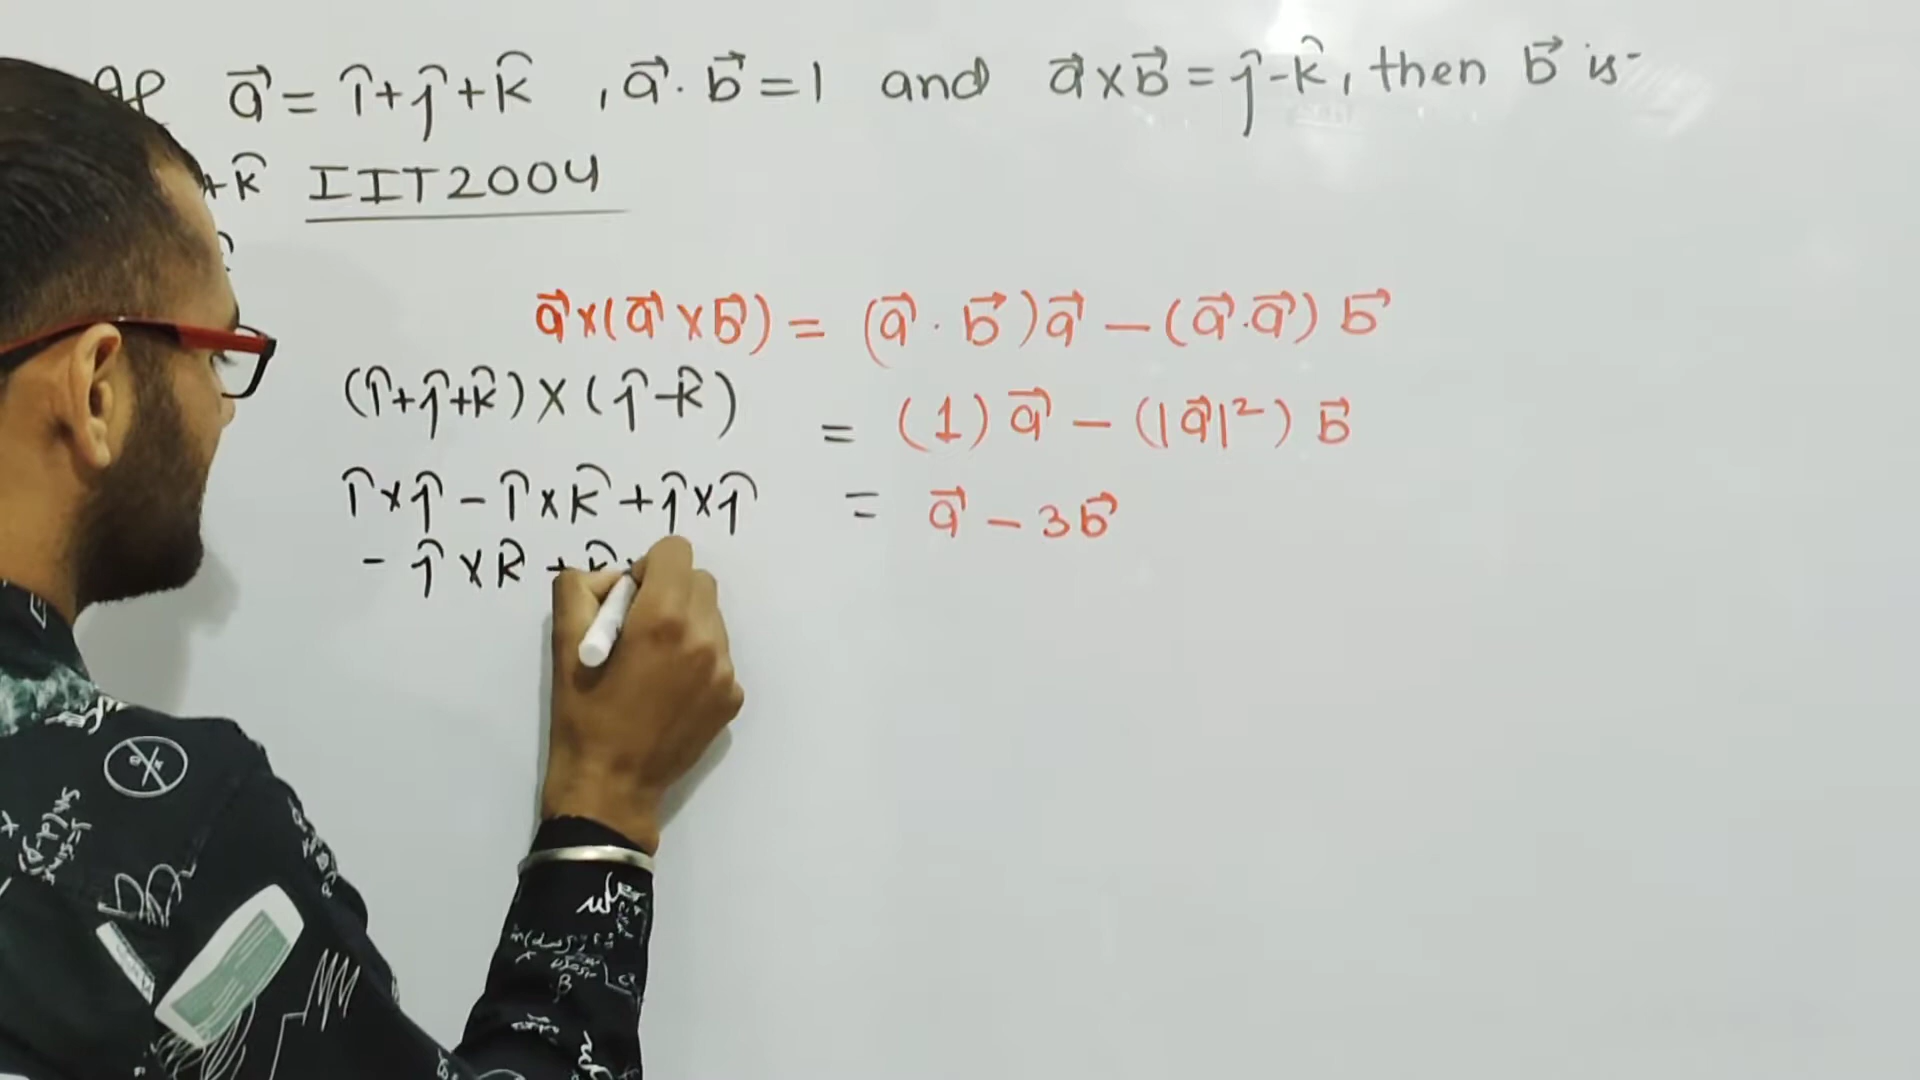 If a⃗ = î+ĵ+k̂ , a⃗ · b⃗ = 1 and a⃗ x b⃗ = ĵ-k̂, then b⃗ is-
+k̂ IIT2004
a⃗ x (a⃗ x b⃗) = (a⃗ · b⃗) a⃗ - (a⃗·a⃗) b⃗
(î+ĵ+k̂) x (ĵ-k̂) = (1) a⃗ - (|a⃗|²) b⃗
î x ĵ - î x k̂ + ĵ x ĵ = a⃗ - 3b⃗
- ĵ x k̂ + k̂ x